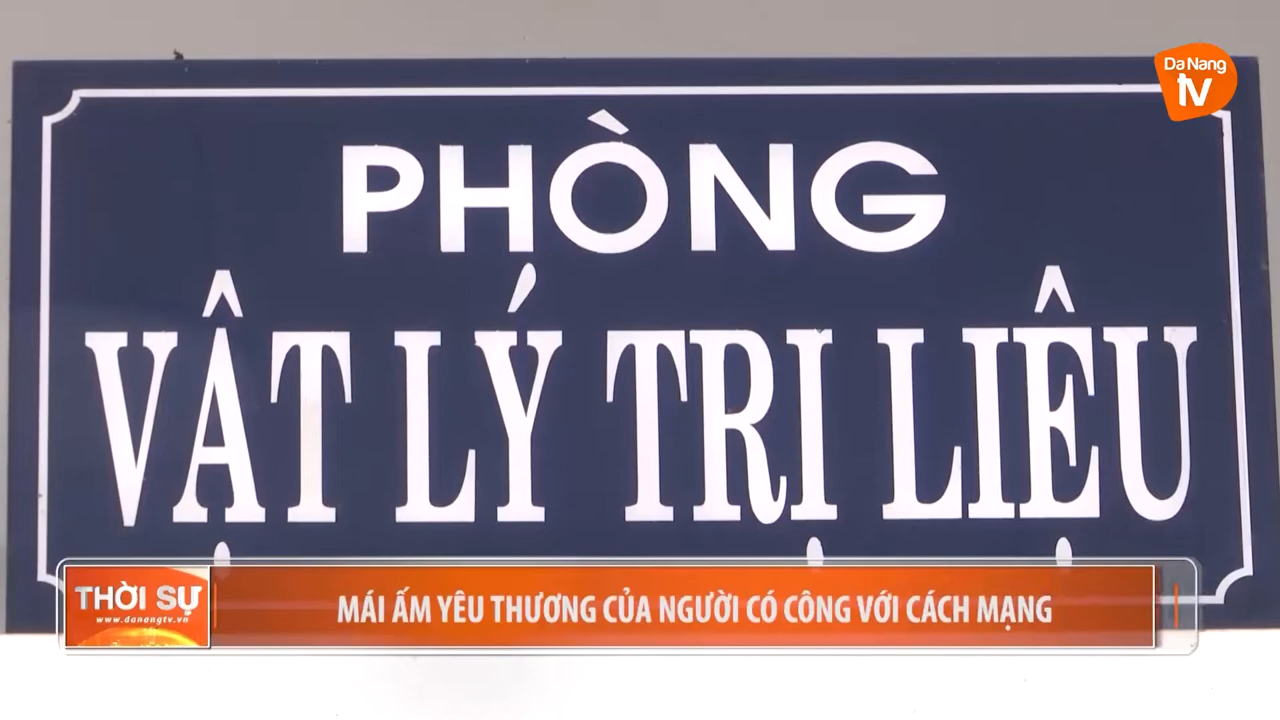 Da Nang
tv
PHÒNG
VẬT LÝ TRỊ LIỆU
THỜI SỰ
www.danangtv.vn
MÁI ẤM YÊU THƯƠNG CỦA NGƯỜI CÓ CÔNG VỚI CÁCH MẠNG